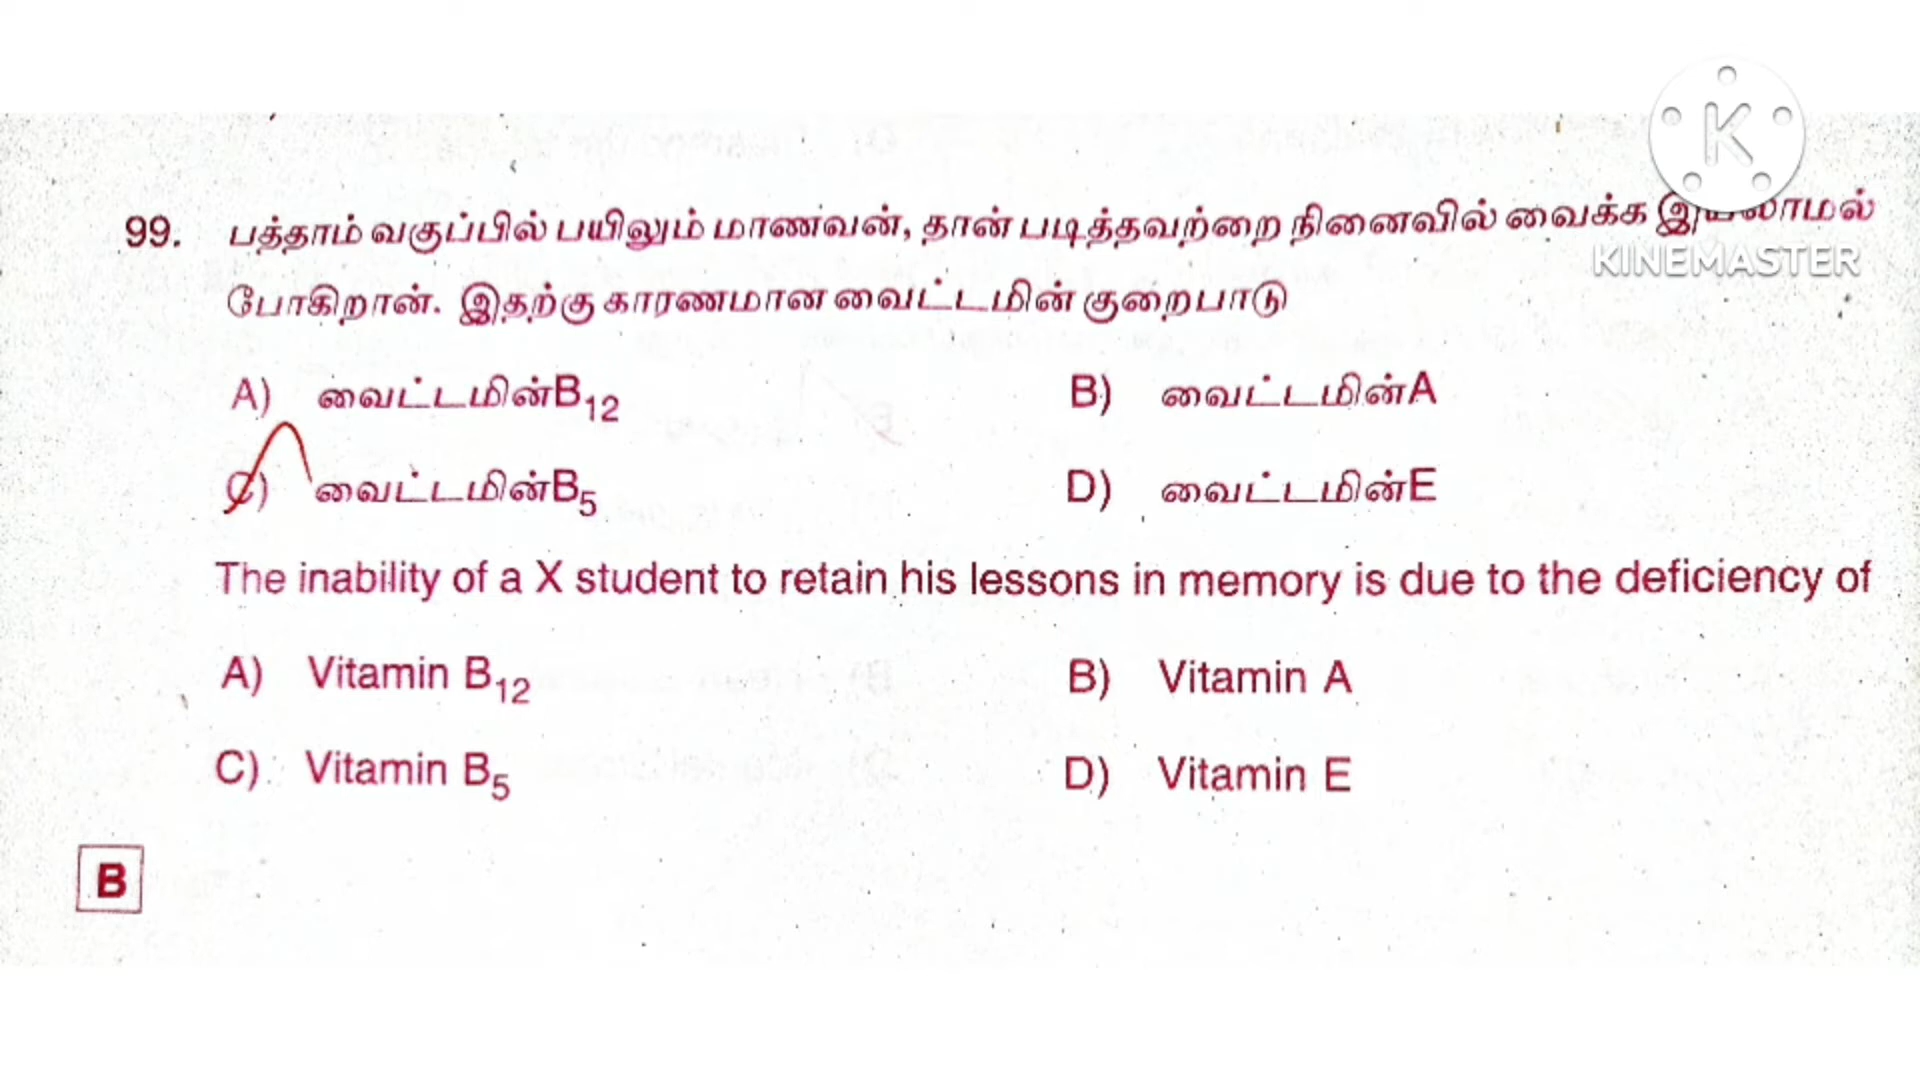 K
KINEMASTER
99. பத்தாம் வகுப்பில் பயிலும் மாணவன், தான் படித்தவற்றை நினைவில் வைக்க இயலாமல்
போகிறான். இதற்கு காரணமான வைட்டமின் குறைபாடு
A) வைட்டமின்B12 B) வைட்டமின்A
C) வைட்டமின்B5 D) வைட்டமின்E
The inability of a X student to retain his lessons in memory is due to the deficiency of
A) Vitamin B12 B) Vitamin A
C) Vitamin B5 D) Vitamin E
B